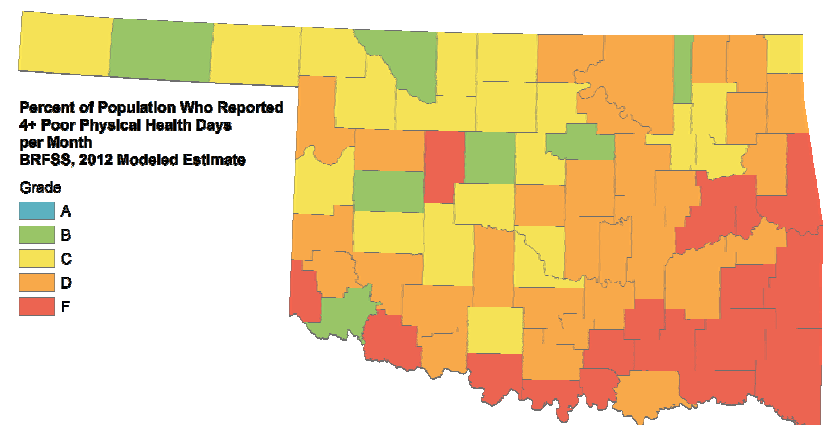 Percent of Population Who Reported
4+ Poor Physical Health Days
per Month
BRFSS, 2012 Modeled Estimate
Grade
A
B
C
D
F